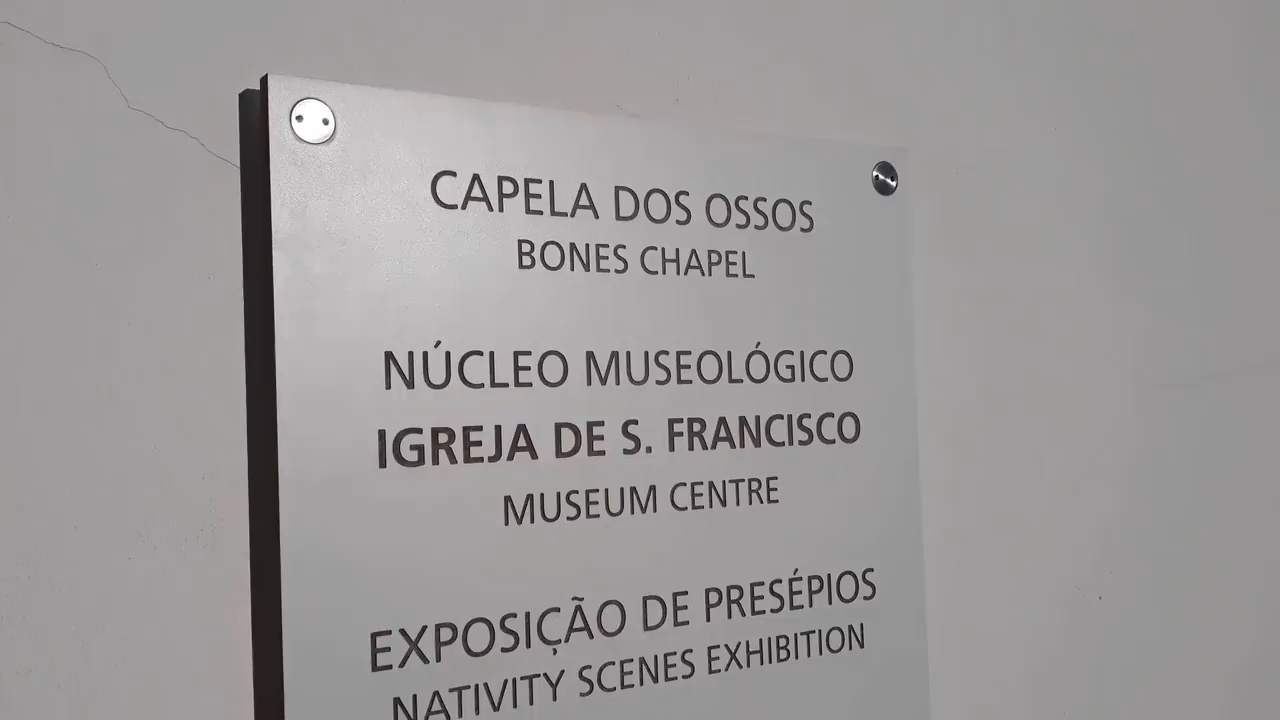 CAPELA DOS OSSOS
BONES CHAPEL
NÚCLEO MUSEOLÓGICO
IGREJA DE S. FRANCISCO
MUSEUM CENTRE
EXPOSIÇÃO DE PRESÉPIOS
NATIVITY SCENES EXHIBITION